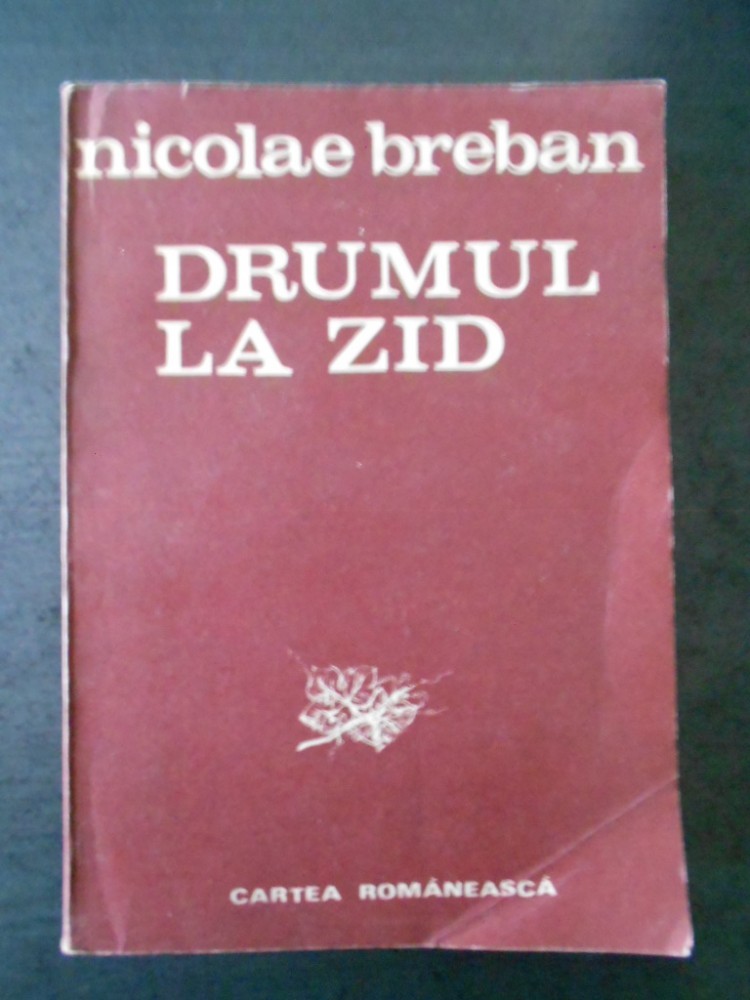 nicolae breban
DRUMUL
LA ZID
CARTEA ROMÂNEASCĂ